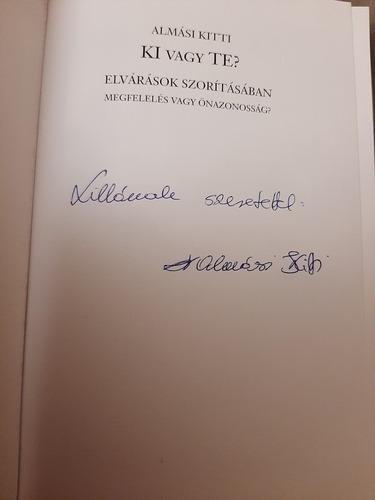 ALMÁSI KITTI
KI VAGY TE?
ELVÁRÁSOK SZORÍTÁSÁBAN
MEGFELELÉS VAGY ÖNAZONOSSÁG?
Lillának szeretettel:
Almási Kitti